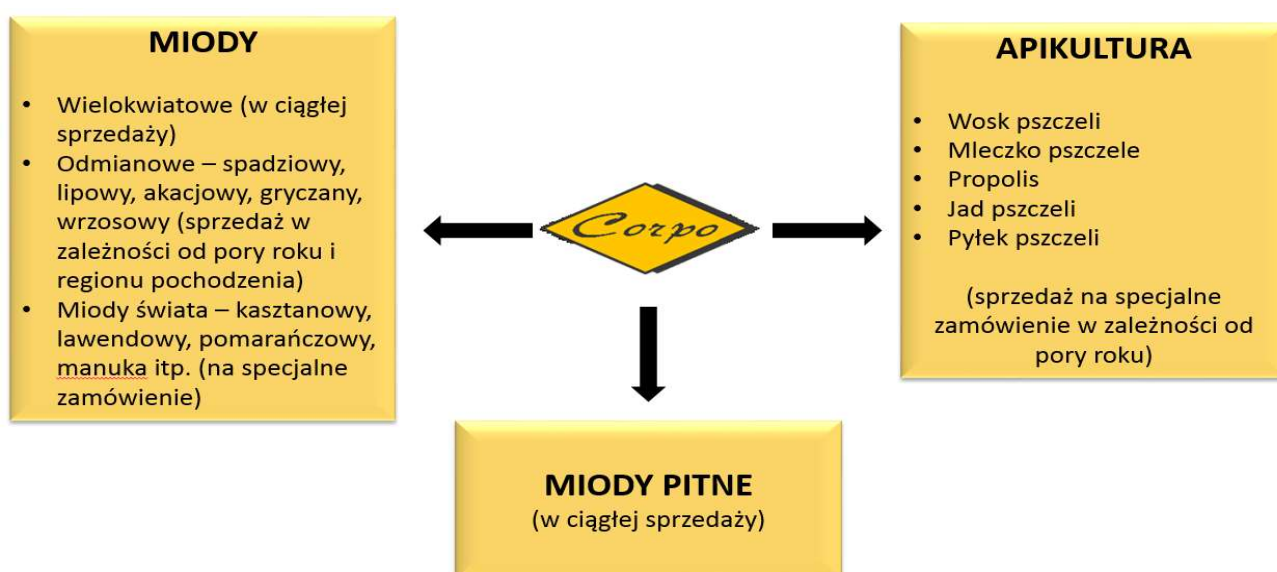 MIODY
• Wielokwiatowe (w ciągłej
sprzedaży)
• Odmianowe – spadziowy,
lipowy, akacjowy, gryczany,
wrzosowy (sprzedaż w
zależności od pory roku i
regionu pochodzenia)
• Miody świata – kasztanowy,
lawendowy, pomarańczowy,
manuka itp. (na specjalne
zamówienie)
Corpo
APIKULTURA
• Wosk pszczeli
• Mleczko pszczele
• Propolis
• Jad pszczeli
• Pyłek pszczeli
(sprzedaż na specjalne
zamówienie w zależności od
pory roku)
MIODY PITNE
(w ciągłej sprzedaży)